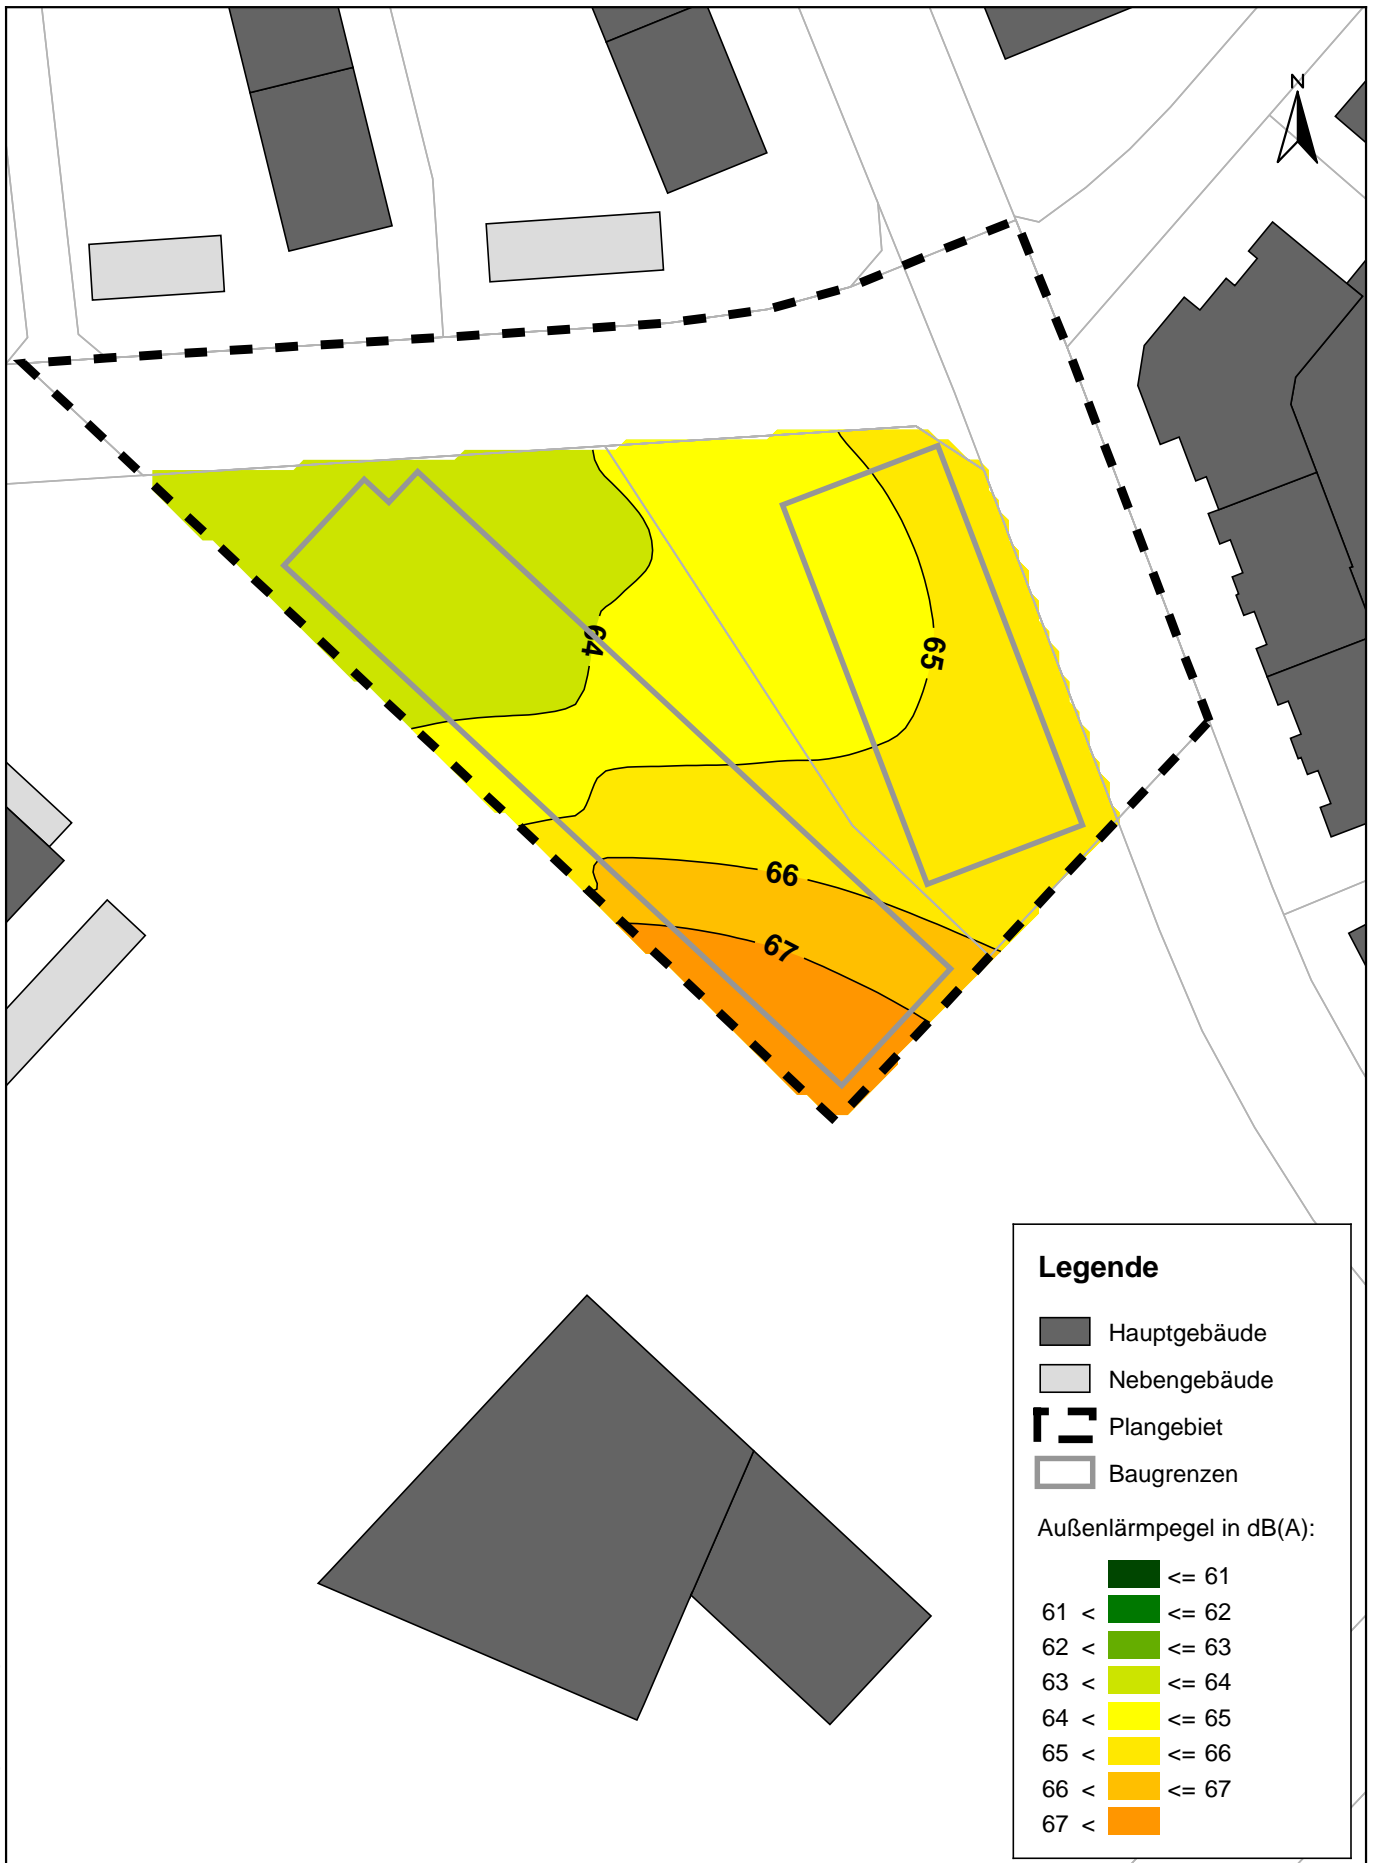 N
64
65
66
67
Legende
Hauptgebäude
Nebengebäude
Plangebiet
Baugrenzen
Außenlärmpegel in dB(A):
<= 61
61 < <= 62
62 < <= 63
63 < <= 64
64 < <= 65
65 < <= 66
66 < <= 67
67 <